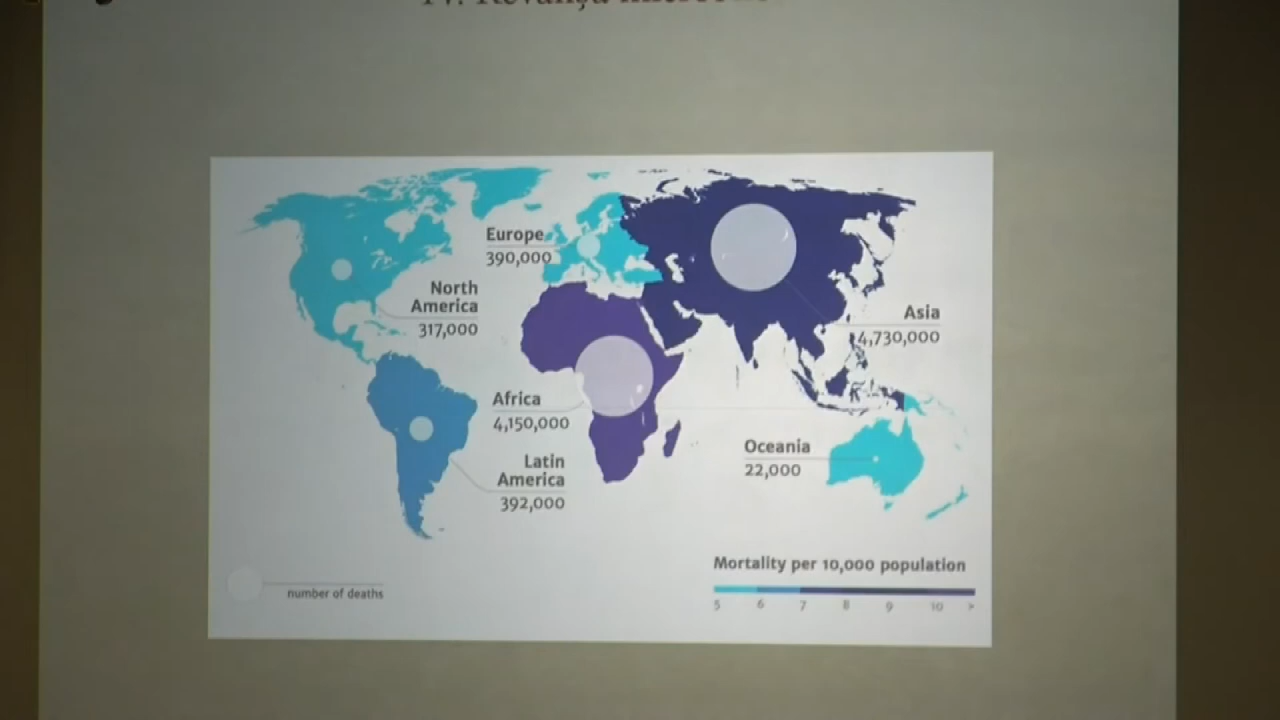 Europe
390,000
North
America
317,000
Asia
4,730,000
Africa
4,150,000
Latin
America
392,000
Oceania
22,000
Mortality per 10,000 population
5 6 7 8 9 10 >
number of deaths